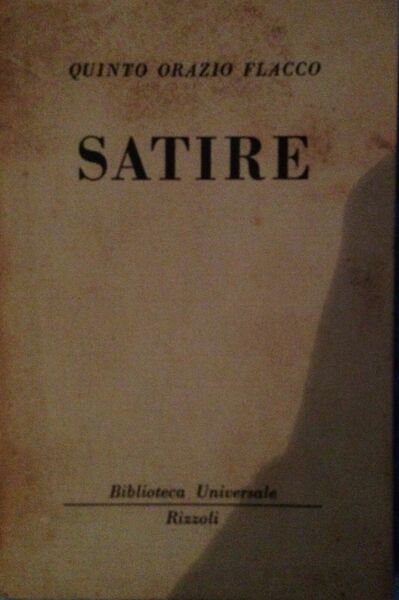 QUINTO ORAZIO FLACCO
SATIRE
Biblioteca Universale
Rizzoli